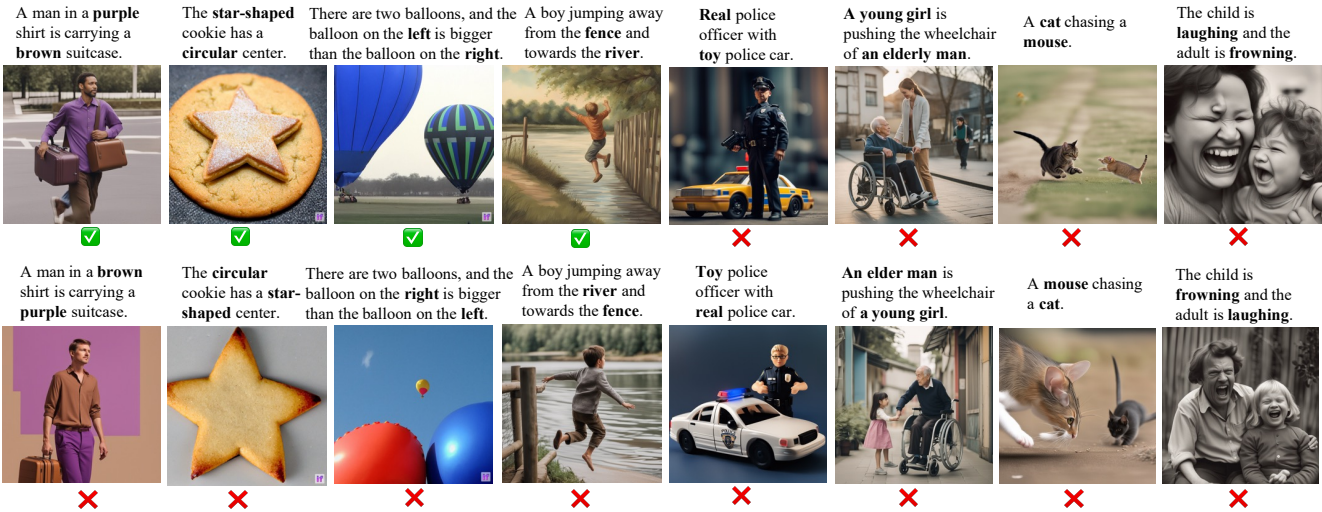 A man in a purple
shirt is carrying a
brown suitcase.
The star-shaped
cookie has a
circular center.
There are two balloons, and the
balloon on the left is bigger
than the balloon on the right.
A boy jumping away
from the fence and
towards the river.
Real police
officer with
toy police car.
A young girl is
pushing the wheelchair
of an elderly man.
A cat chasing a
mouse.
The child is
laughing and the
adult is frowning.
A man in a brown
shirt is carrying a
purple suitcase.
The circular
cookie has a star-
shaped center.
There are two balloons, and the
balloon on the right is bigger
than the balloon on the left.
A boy jumping away
from the river and
towards the fence.
Toy police
officer with
real police car.
An elder man is
pushing the wheelchair
of a young girl.
A mouse chasing
a cat.
The child is
frowning and the
adult is laughing.